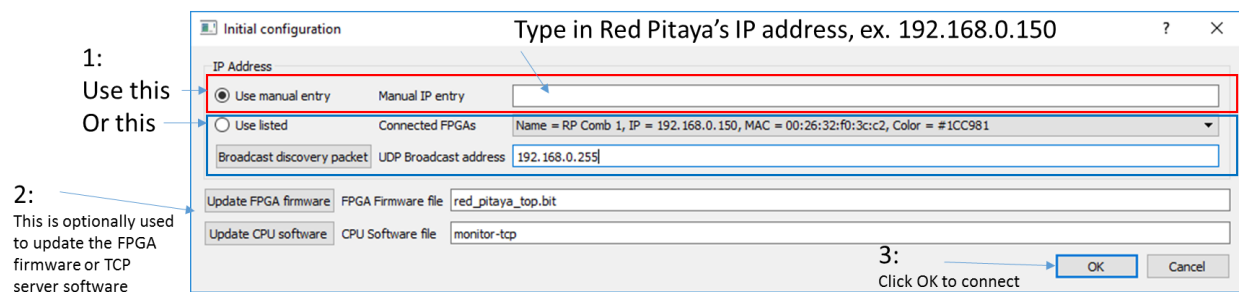 Initial configuration
Type in Red Pitaya's IP address, ex. 192.168.0.150
? ×
1:
Use this
Or this
IP Address
Use manual entry Manual IP entry
Use listed Connected FPGAs Name = RP Comb 1, IP = 192.168.0.150, MAC = 00:26:32:f0:3c:c2, Color = #1CC981
Broadcast discovery packet UDP Broadcast address 192.168.0.255
2:
This is optionally used
to update the FPGA
firmware or TCP
server software
Update FPGA firmware FPGA Firmware file red_pitaya_top.bit
Update CPU software CPU Software file monitor-tcp
3:
Click OK to connect
OK Cancel